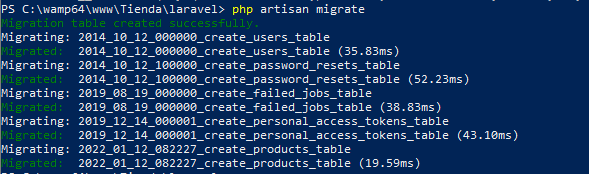 PS C:\wamp64\www\Tienda\laravel> php artisan migrate
Migration table created successfully.
Migrating: 2014_10_12_000000_create_users_table
Migrated: 2014_10_12_000000_create_users_table (35.83ms)
Migrating: 2014_10_12_100000_create_password_resets_table
Migrated: 2014_10_12_100000_create_password_resets_table (52.23ms)
Migrating: 2019_08_19_000000_create_failed_jobs_table
Migrated: 2019_08_19_000000_create_failed_jobs_table (38.83ms)
Migrating: 2019_12_14_000001_create_personal_access_tokens_table
Migrated: 2019_12_14_000001_create_personal_access_tokens_table (43.10ms)
Migrating: 2022_01_12_082227_create_products_table
Migrated: 2022_01_12_082227_create_products_table (19.59ms)